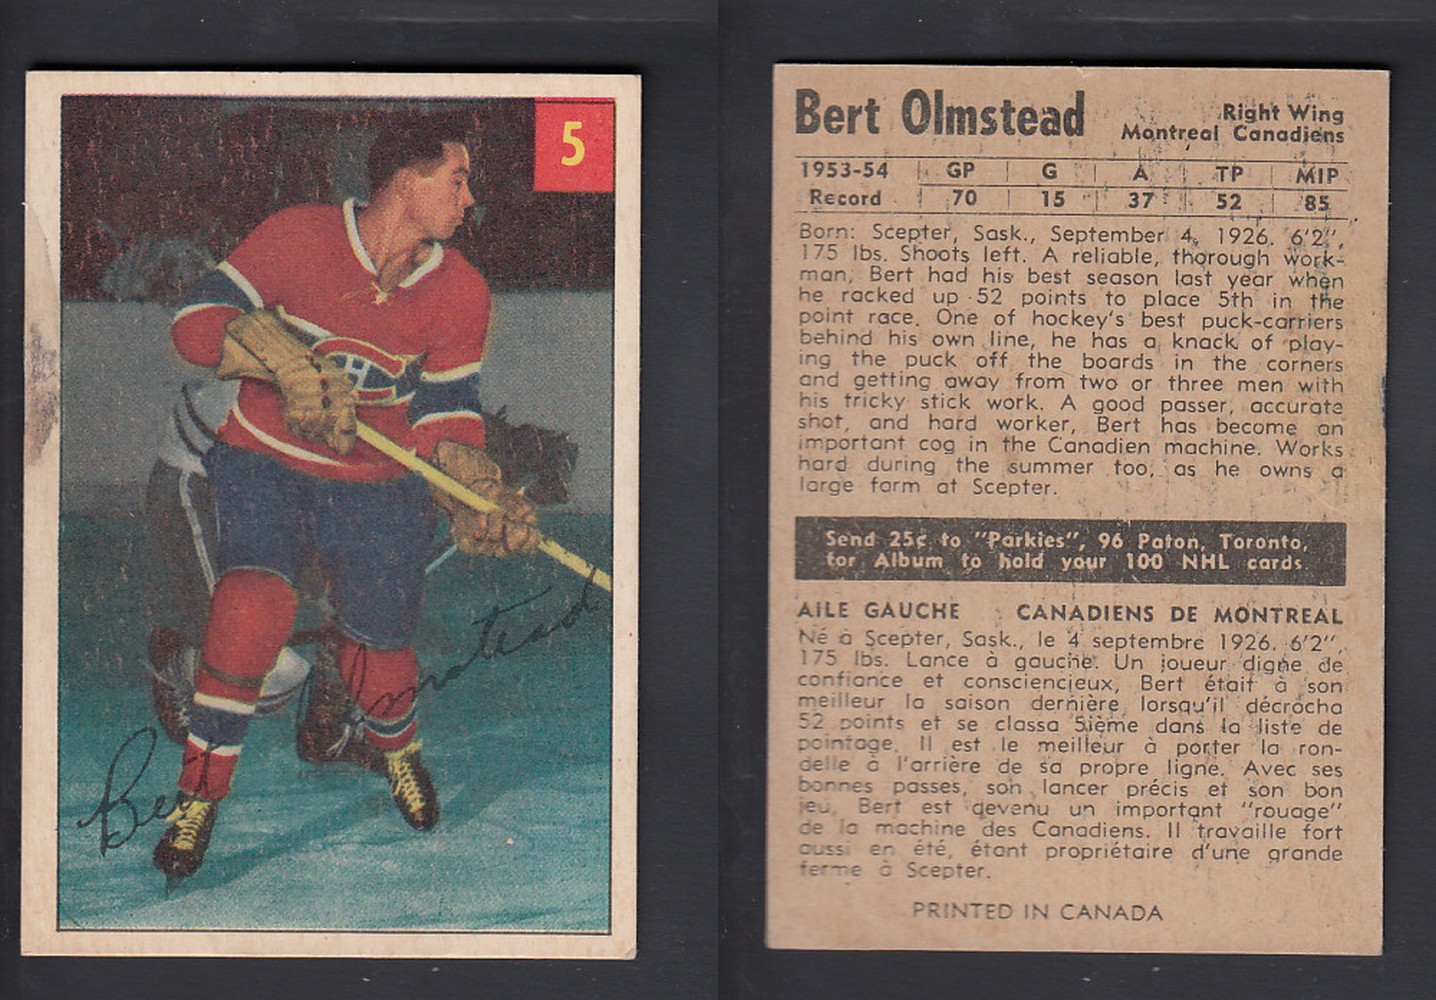 5
Bert Olmstead
Bert Olmstead
Right Wing
Montreal Canadiens
1953-54 GP G A TP MIP
Record 70 15 37 52 85
Born: Scepter, Sask., September 4, 1926. 6'2",
175 lbs. Shoots left. A reliable, thorough work-
man, Bert had his best season last year when
he racked up 52 points to place 5th in the
point race. One of hockey's best puck-carriers
behind his own line, he has a knack of play-
ing the puck off the boards in the corners
and getting away from two or three men with
his tricky stick work. A good passer, accurate
shot, and hard worker, Bert has become an
important cog in the Canadien machine. Works
hard during the summer too, as he owns a
large farm at Scepter.
Send 25¢ to "Parkies", 96 Paton, Toronto,
for Album to hold your 100 NHL cards.
AILE GAUCHE CANADIENS DE MONTREAL
Né à Scepter, Sask., le 4 septembre 1926. 6'2",
175 lbs. Lance à gauche. Un joueur digne de
confiance et consciencieux, Bert était à son
meilleur la saison dernière lorsqu'il décrocha
52 points et se classa 5ième dans la liste de
pointage. Il est le meilleur à porter la ron-
delle à l'arrière de sa propre ligne. Avec ses
bonnes passes, son lancer précis et son bon
jeu, Bert est devenu un important "rouage"
de la machine des Canadiens. Il travaille fort
aussi en été, étant propriétaire d'une grande
ferme à Scepter.
PRINTED IN CANADA